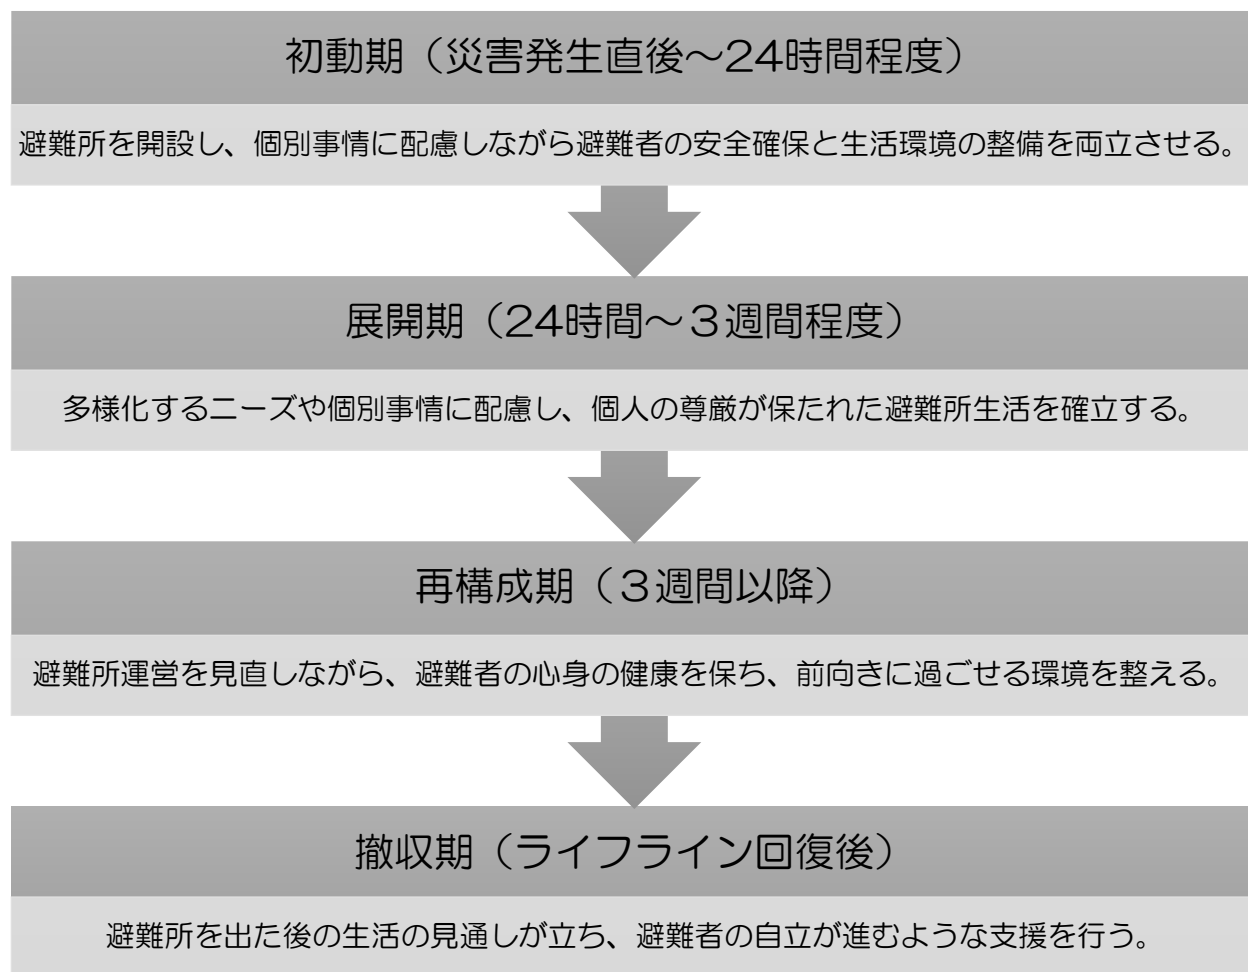 初動期（災害発生直後～24時間程度）
避難所を開設し、個別事情に配慮しながら避難者の安全確保と生活環境の整備を両立させる。
展開期（24時間～３週間程度）
多様化するニーズや個別事情に配慮し、個人の尊厳が保たれた避難所生活を確立する。
再構成期（３週間以降）
避難所運営を見直しながら、避難者の心身の健康を保ち、前向きに過ごせる環境を整える。
撤収期（ライフライン回復後）
避難所を出た後の生活の見通しが立ち、避難者の自立が進むような支援を行う。